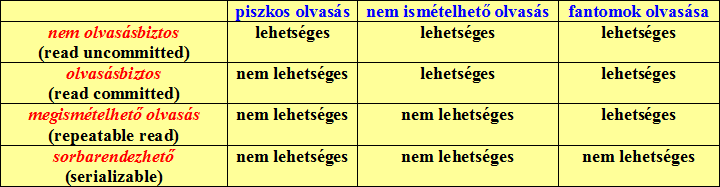 piszkos olvasás nem ismételhető olvasás fantomok olvasása
nem olvasásbiztos lehetséges lehetséges lehetséges
(read uncommitted)
olvasásbiztos nem lehetséges lehetséges lehetséges
(read committed)
megismételhető olvasás nem lehetséges nem lehetséges lehetséges
(repeatable read)
sorbarendezhető nem lehetséges nem lehetséges nem lehetséges
(serializable)